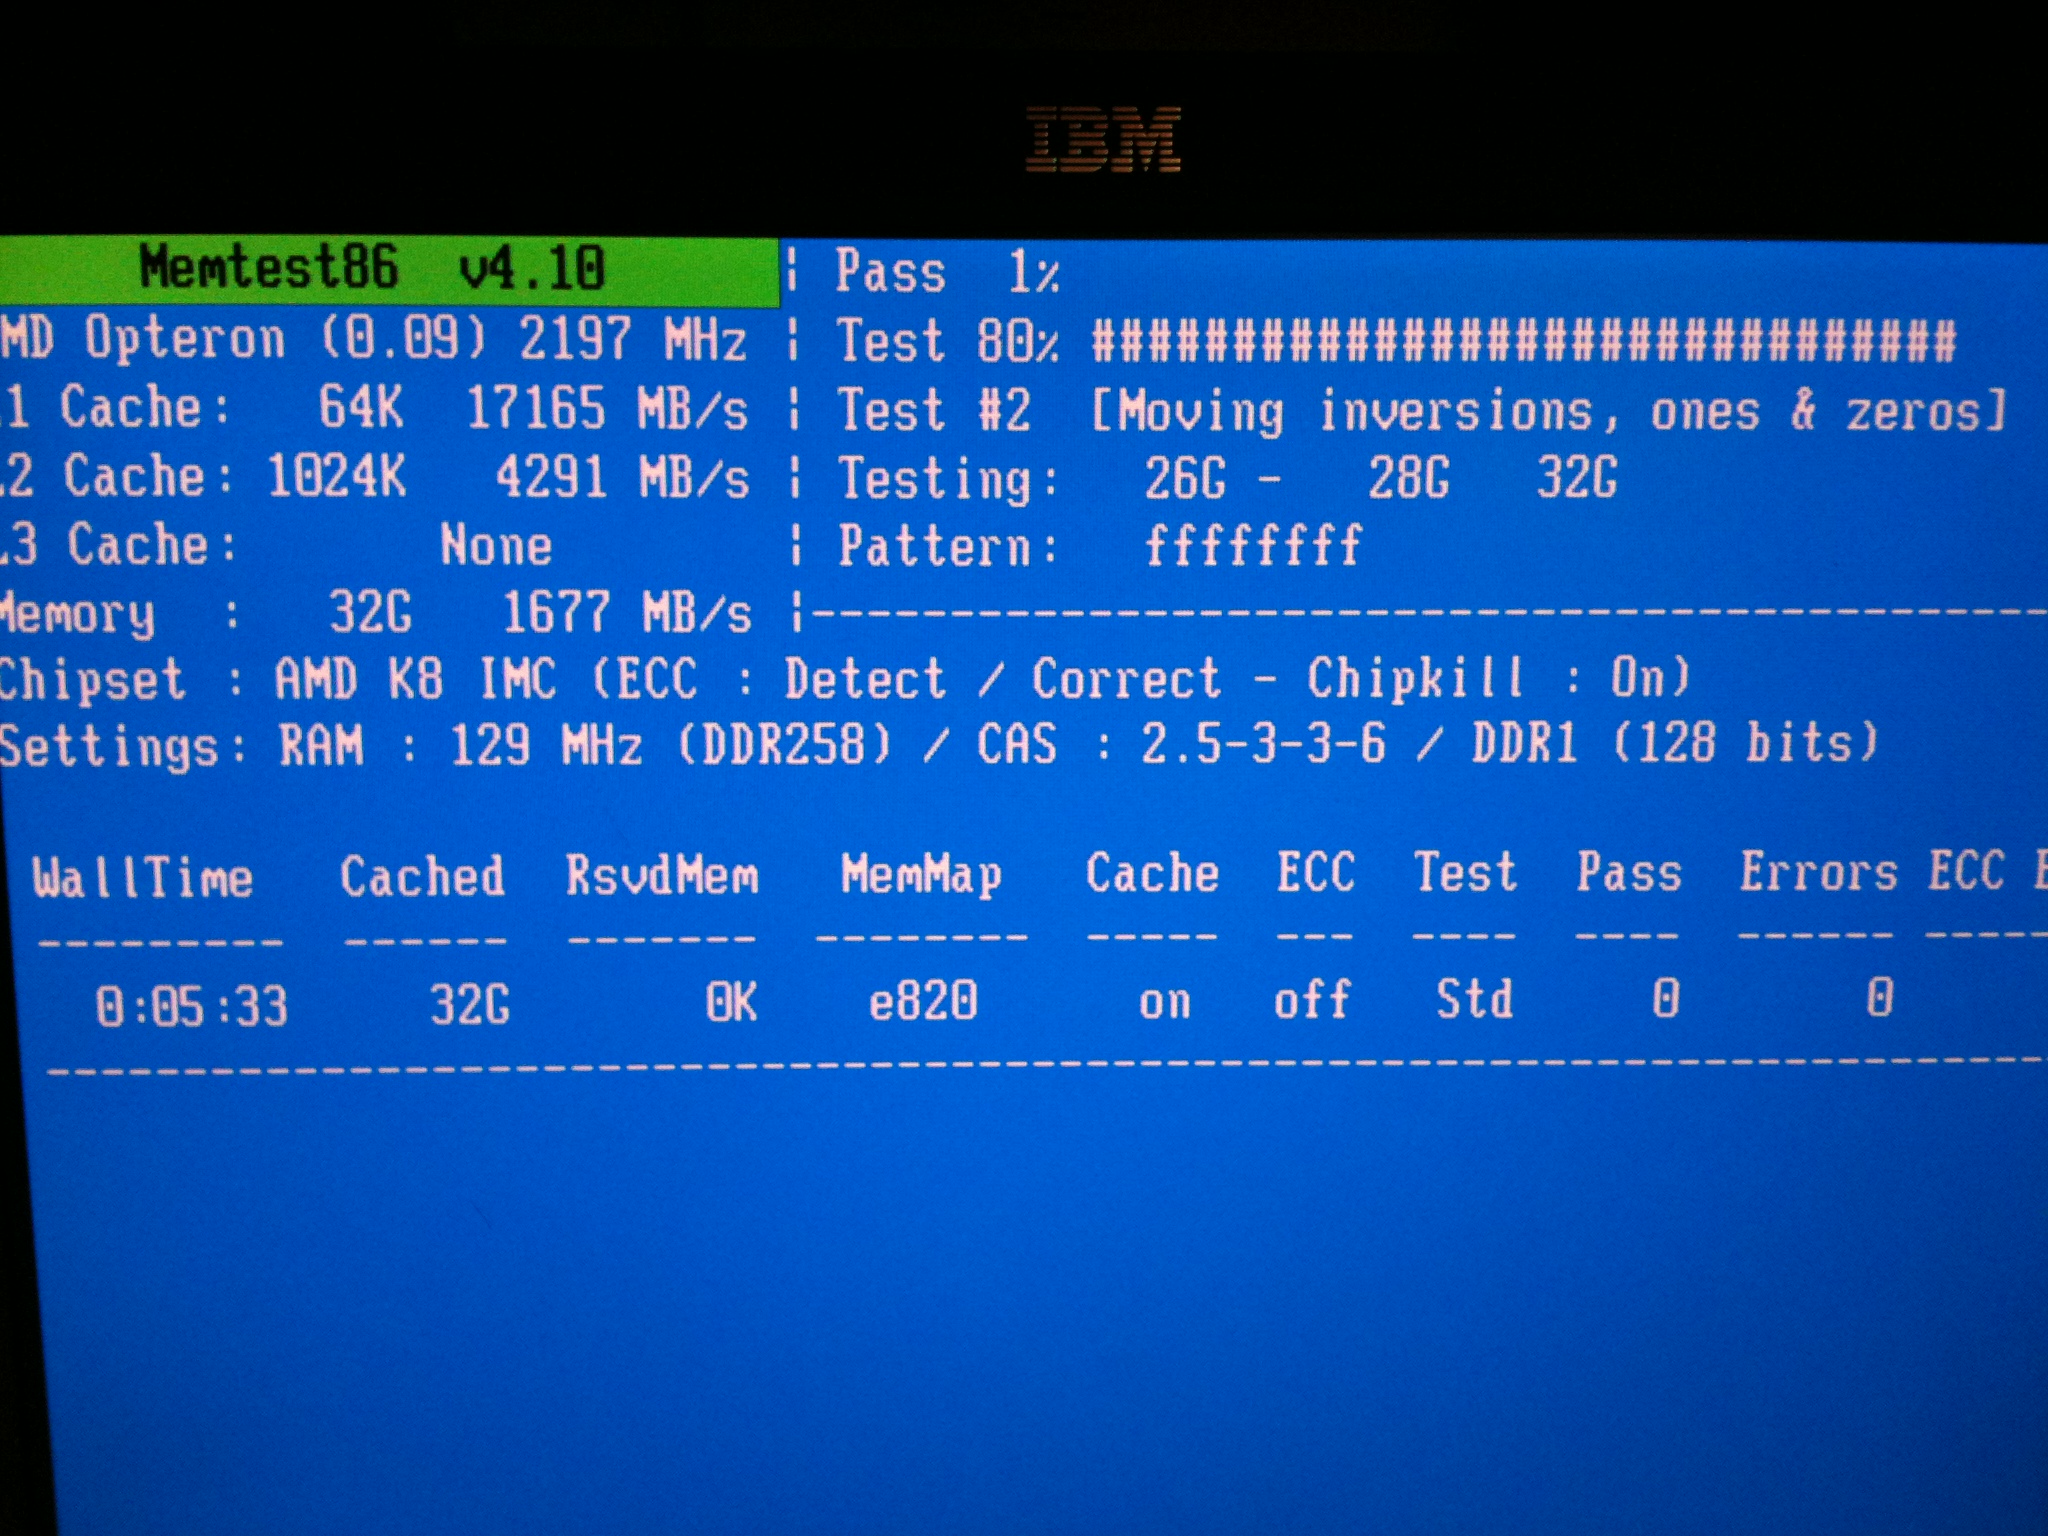 IBM
Memtest86 v4.10 | Pass 1%
MD Opteron (0.09) 2197 MHz | Test 80% ###############################
1 Cache: 64K 17165 MB/s | Test #2 [Moving inversions, ones & zeros]
2 Cache: 1024K 4291 MB/s | Testing: 26G - 28G 32G
3 Cache: None | Pattern: ffffffff
Memory : 32G 1677 MB/s |--------------------------------------------
Chipset : AMD K8 IMC (ECC : Detect / Correct - Chipkill : On)
Settings: RAM : 129 MHz (DDR258) / CAS : 2.5-3-3-6 / DDR1 (128 bits)
WallTime Cached RsvdMem MemMap Cache ECC Test Pass Errors ECC E
--------- ------ ------- -------- ----- --- ---- ---- ------ -----
0:05:33 32G 0K e820 on off Std 0 0
-------------------------------------------------------------------------